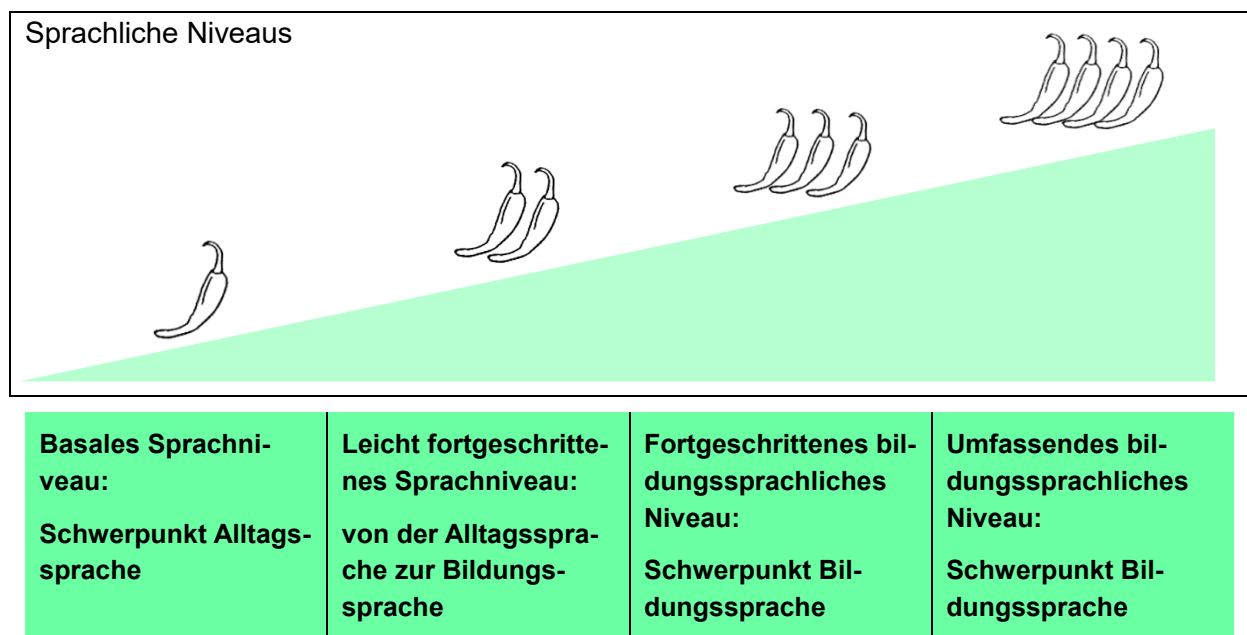 Sprachliche Niveaus
Basales Sprachni-
veau:
Schwerpunkt Alltags-
sprache
Leicht fortgeschritte-
nes Sprachniveau:
von der Alltagsspra-
che zur Bildungs-
sprache
Fortgeschrittenes bil-
dungssprachliches
Niveau:
Schwerpunkt Bil-
dungssprache
Umfassendes bil-
dungssprachliches
Niveau:
Schwerpunkt Bil-
dungssprache